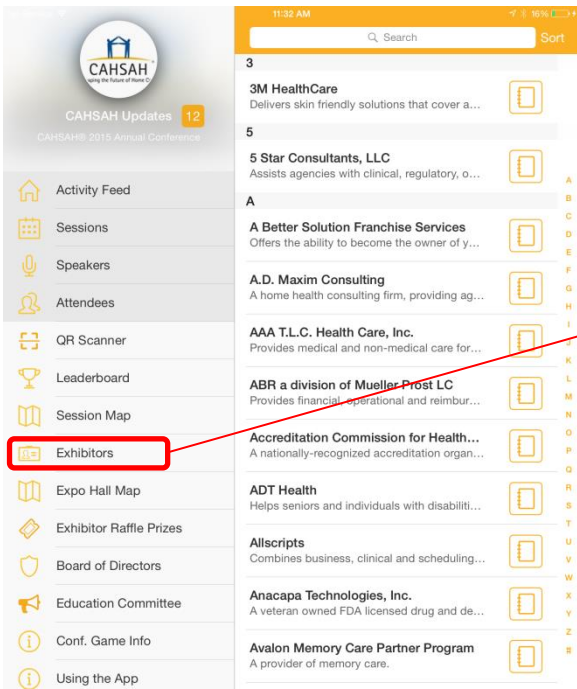 11:32 AM
16%
CAHSAH
CAHSAH Updates 12
CAHSAH® 2015 Annual Conference
Activity Feed
Sessions
Speakers
Attendees
QR Scanner
Leaderboard
Session Map
Exhibitors
Expo Hall Map
Exhibitor Raffle Prizes
Board of Directors
Education Committee
Conf. Game Info
Using the App
Search
Sort
3
3M HealthCare
Delivers skin friendly solutions that cover a...
5
5 Star Consultants, LLC
Assists agencies with clinical, regulatory, o...
A
A Better Solution Franchise Services
Offers the ability to become the owner of y...
A.D. Maxim Consulting
A home health consulting firm, providing ag...
AAA T.L.C. Health Care, Inc.
Provides medical and non-medical care for...
ABR a division of Mueller Prost LC
Provides financial, operational and reimbur...
Accreditation Commission for Health...
A nationally-recognized accreditation organ...
ADT Health
Helps seniors and individuals with disabiliti...
Allscripts
Combines business, clinical and scheduling...
Anacapa Technologies, Inc.
A veteran owned FDA licensed drug and de...
Avalon Memory Care Partner Program
A provider of memory care.
A
B
C
D
E
F
G
H
I
J
K
L
M
N
O
P
Q
R
S
T
U
V
W
X
Y
Z
#